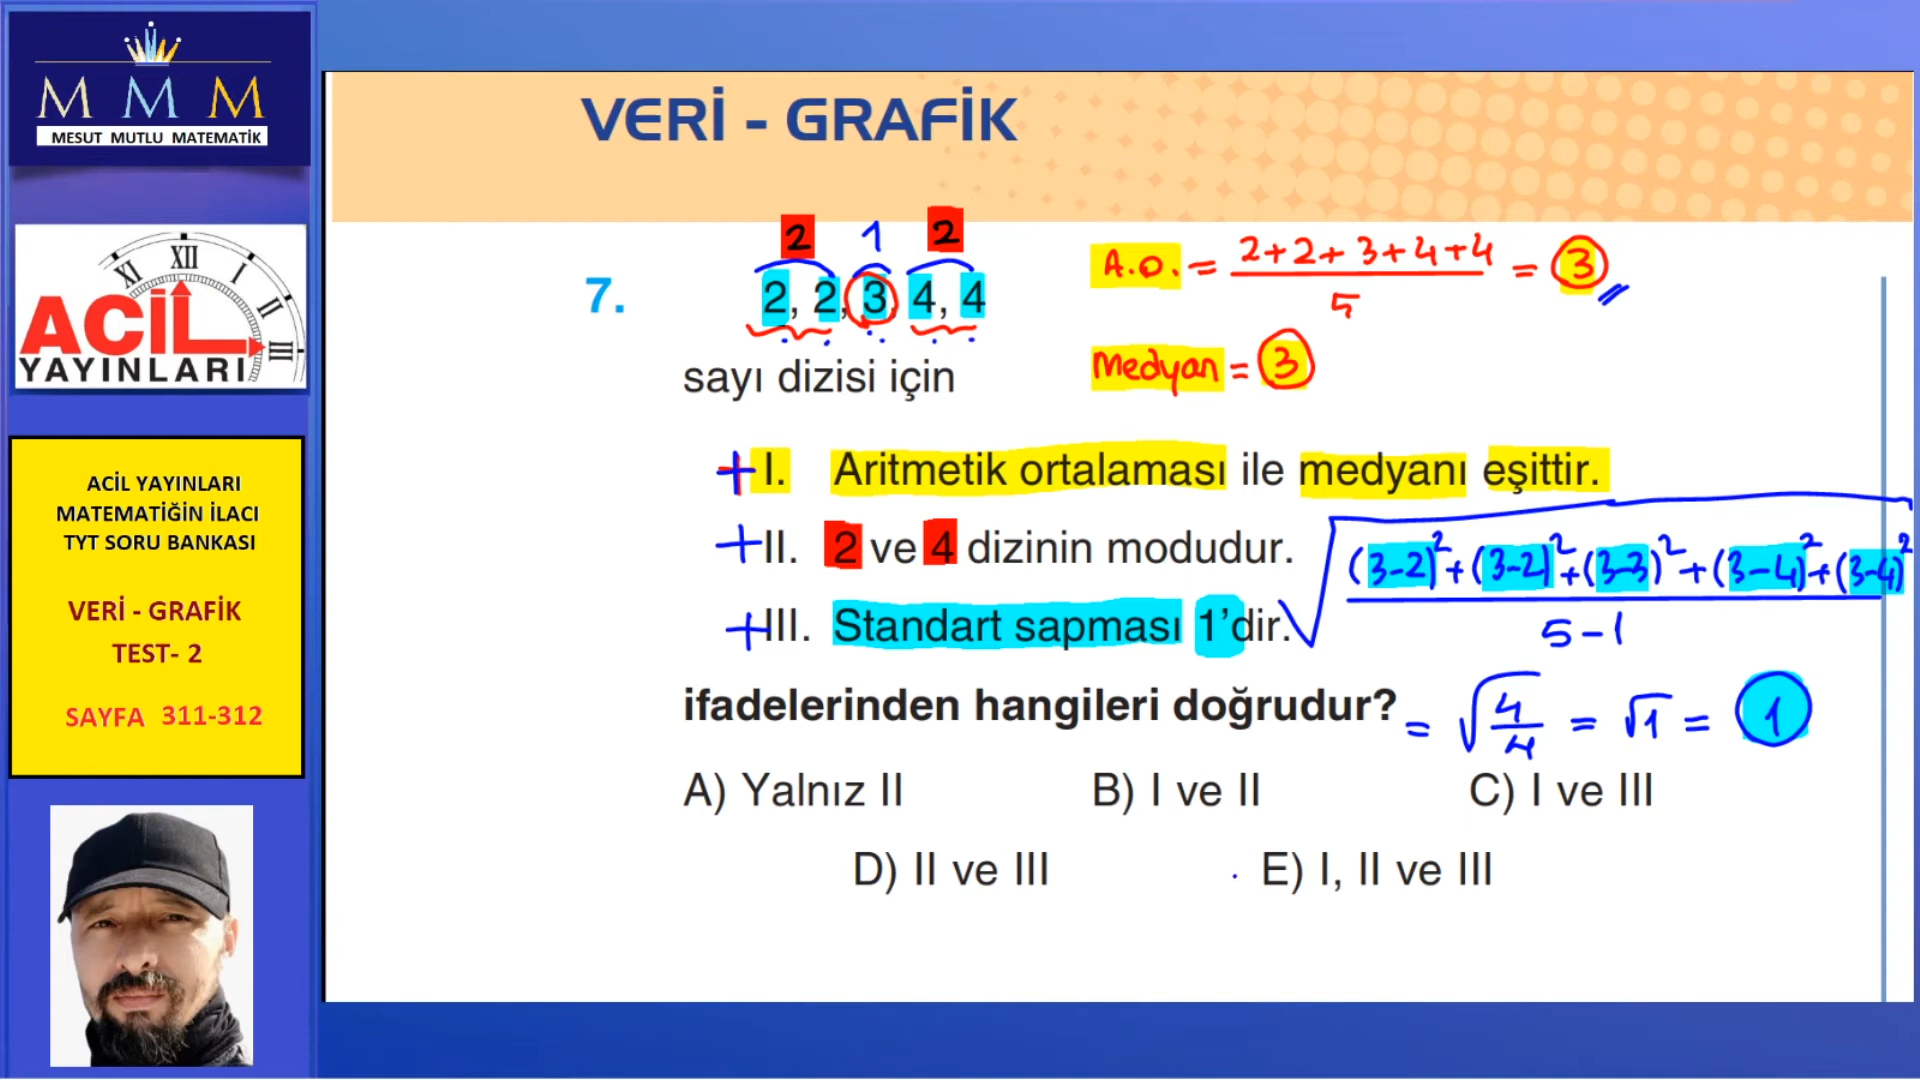 M M M
MESUT MUTLU MATEMATİK
XI XII I II III
ACİL
YAYINLARI
ACİL YAYINLARI
MATEMATİĞİN İLACI
TYT SORU BANKASI
VERİ - GRAFİK
TEST- 2
SAYFA 311-312
VERİ - GRAFİK
2 1 2
7. 2, 2, 3, 4, 4
A.O. = 2+2+3+4+4 / 5 = 3
sayı dizisi için
Medyan = 3
+ I. Aritmetik ortalaması ile medyanı eşittir.
+ II. 2 ve 4 dizinin modudur.
+ III. Standart sapması 1'dir.
√ (3-2)²+(3-2)²+(3-3)²+(3-4)²+(3-4)² / 5-1
ifadelerinden hangileri doğrudur?
= √4/4 = √1 = 1
A) Yalnız II B) I ve II C) I ve III
D) II ve III E) I, II ve III